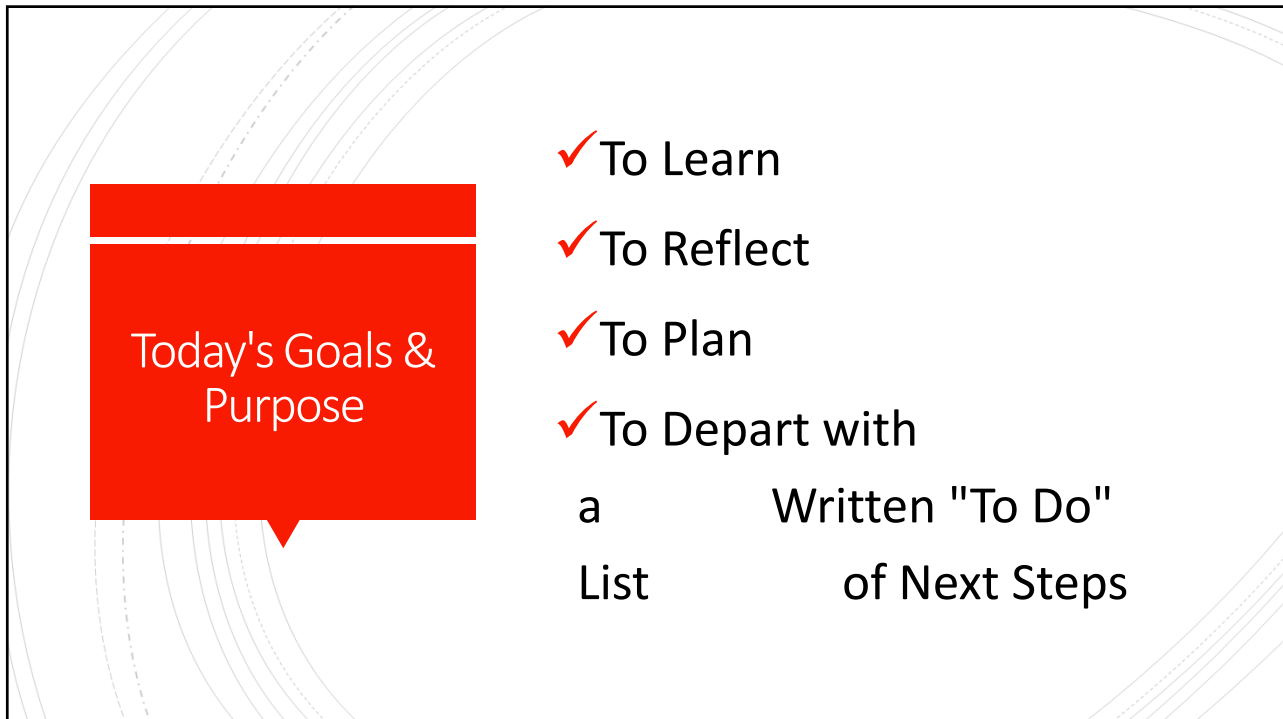 Today's Goals &
Purpose
✓To Learn
✓To Reflect
✓To Plan
✓To Depart with
a Written "To Do"
List of Next Steps